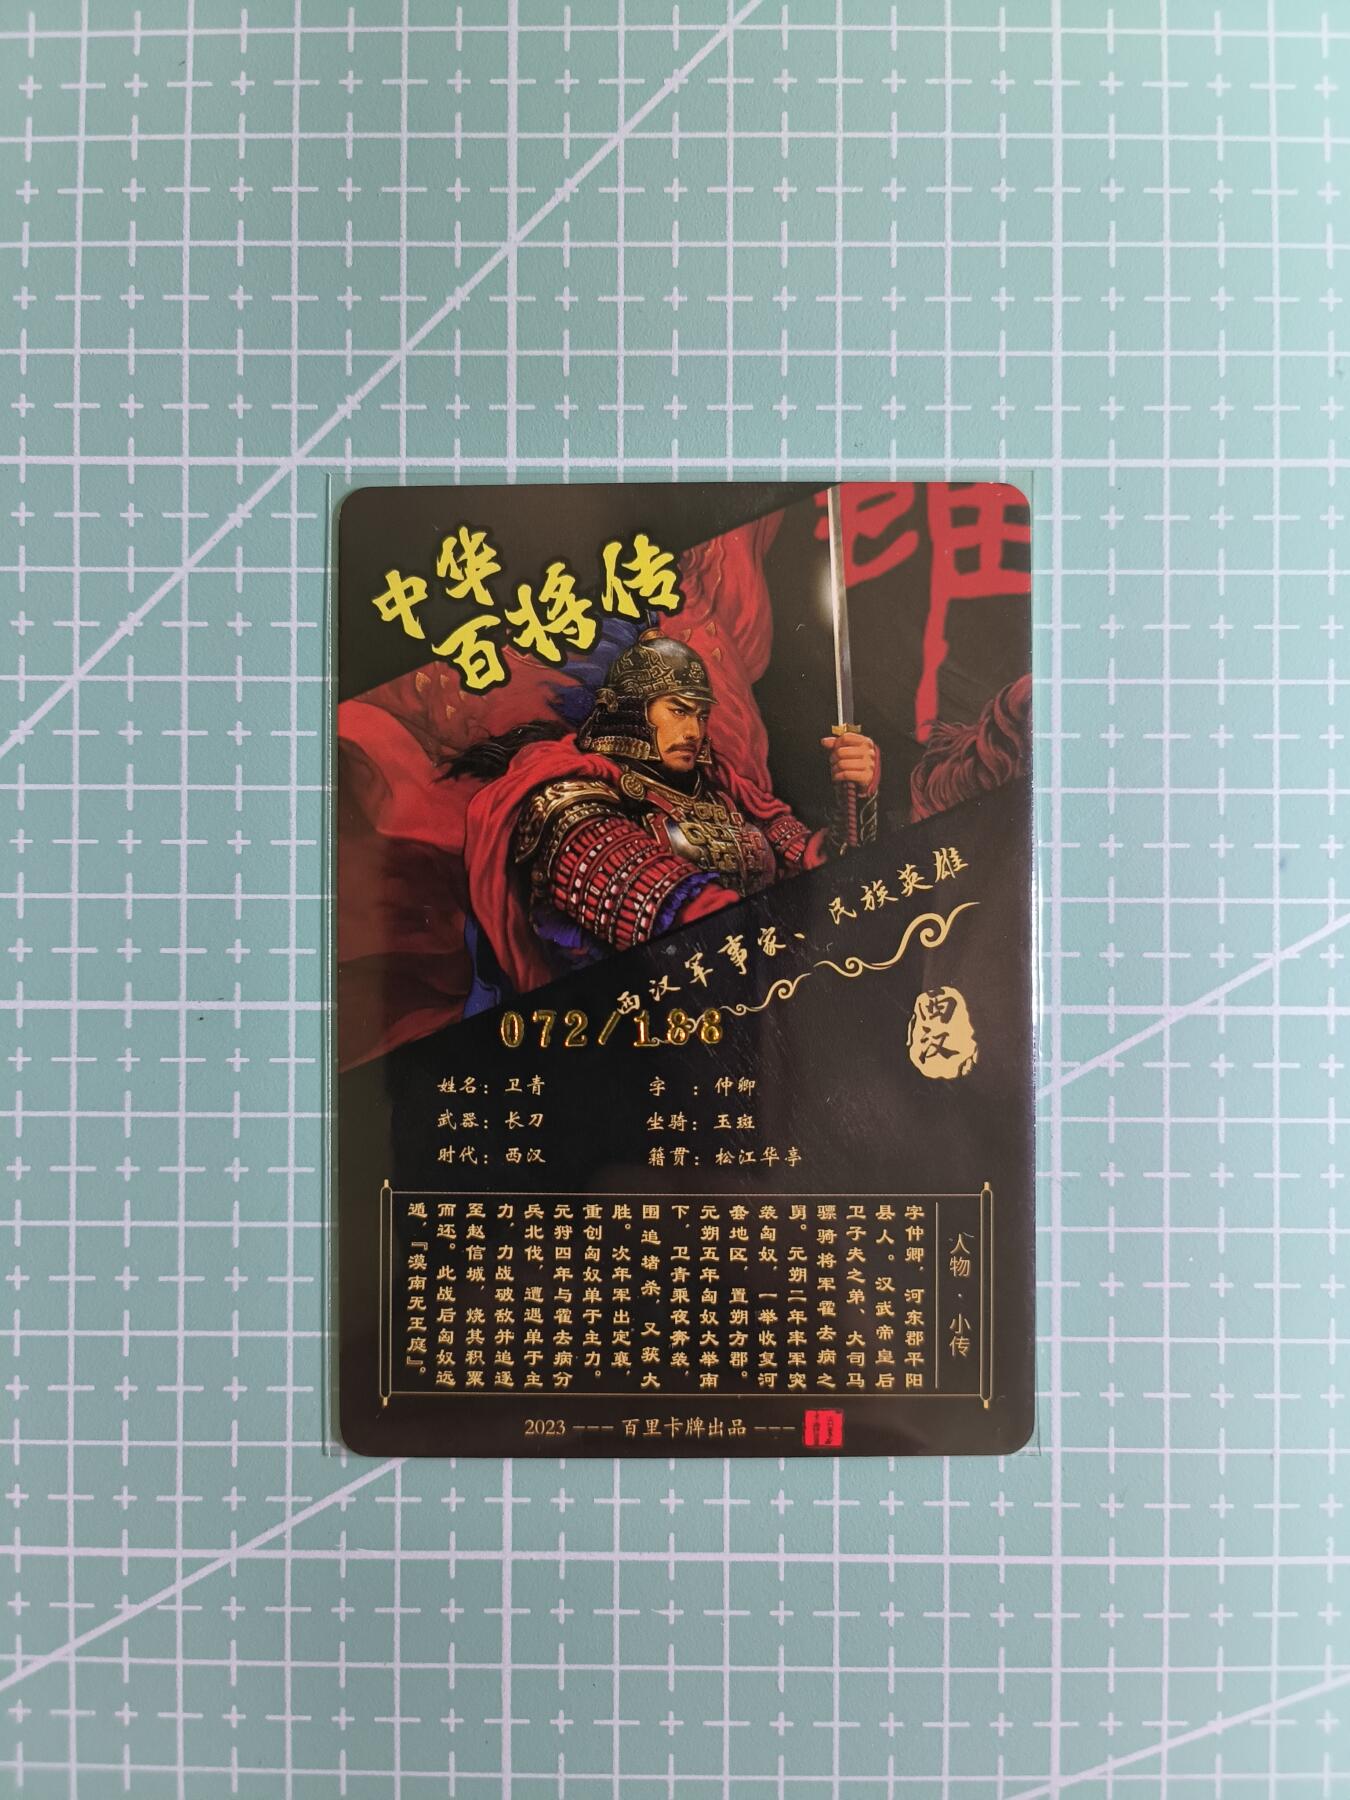 中华
百将传
西汉军事家、民族英雄
西汉
072/188
姓名：卫青
字：仲卿
武器：长刀
坐骑：玉斑
时代：西汉
籍贯：松江华亭
人物·小传
字仲卿，河东郡平阳
县人。汉武帝皇后
卫子夫之弟、大司马
骠骑将军霍去病之
舅。元朔二年率军突
袭匈奴，一举收复河
套地区，置朔方郡。
元朔五年匈奴大举南
下，卫青乘夜奔袭，
围追堵杀，又获大
胜。次年军出定襄，
重创匈奴单于主力。
元狩四年与霍去病分
兵北伐，遭遇单于主
力，力战破敌并追逐
至赵信城，烧其积粟
而还。此战后匈奴远
遁，『漠南无王庭』。
2023 --- 百里卡牌出品 ---